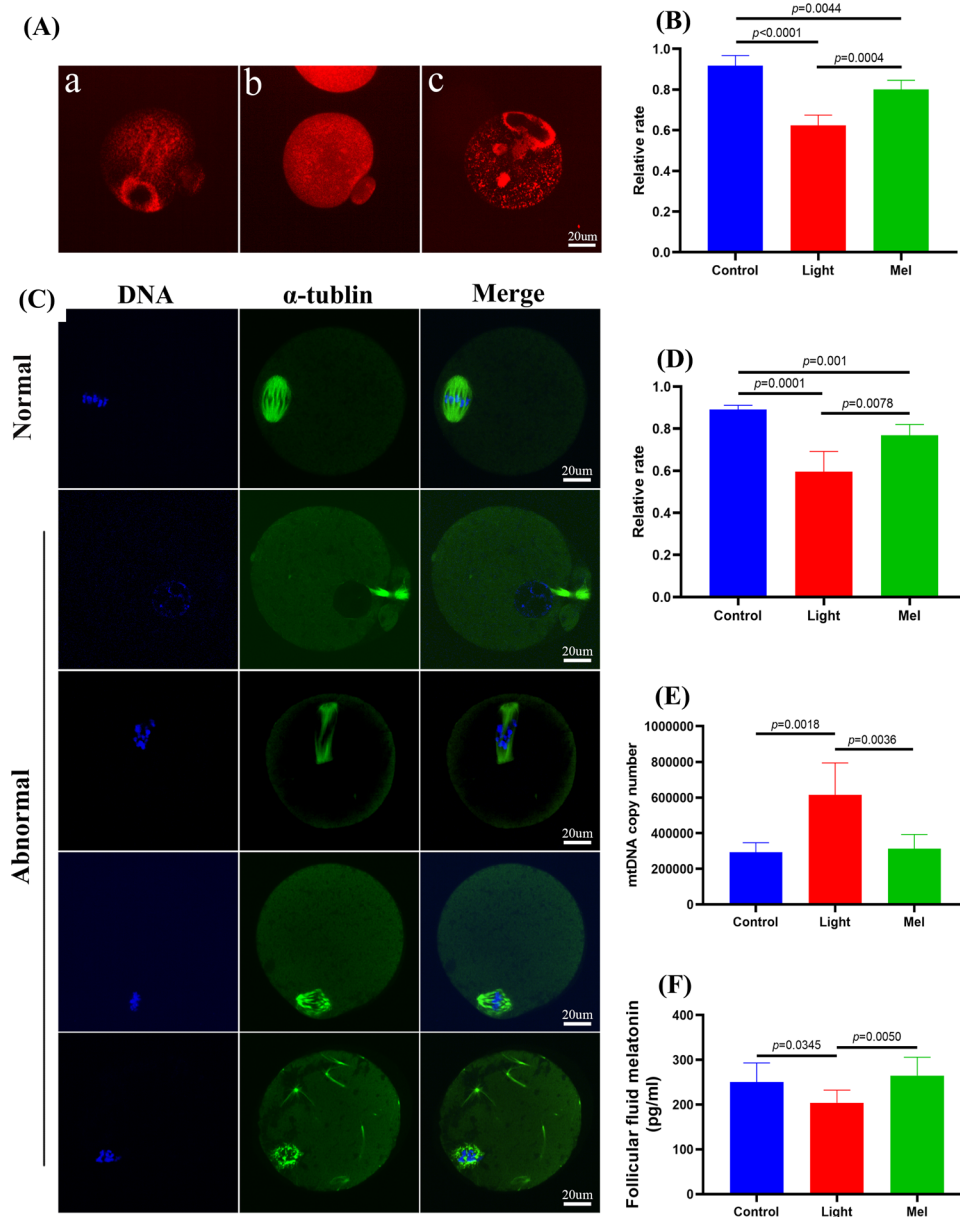 (A)
a
b
c
20um
(B)
p=0.0044
p<0.0001
p=0.0004
Relative rate
1.0
0.8
0.6
0.4
0.2
0.0
Control Light Mel
(C)
DNA α-tublin Merge
Normal
20um
Abnormal
20um
20um
20um
20um
(D)
p=0.001
p=0.0001
p=0.0078
Relative rate
1.0
0.8
0.6
0.4
0.2
0.0
Control Light Mel
(E)
p=0.0018
p=0.0036
mtDNA copy number
1000000
800000
600000
400000
200000
0
Control Light Mel
(F)
p=0.0345
p=0.0050
Follicular fluid melatonin
(pg/ml)
400
300
200
100
0
Control Light Mel